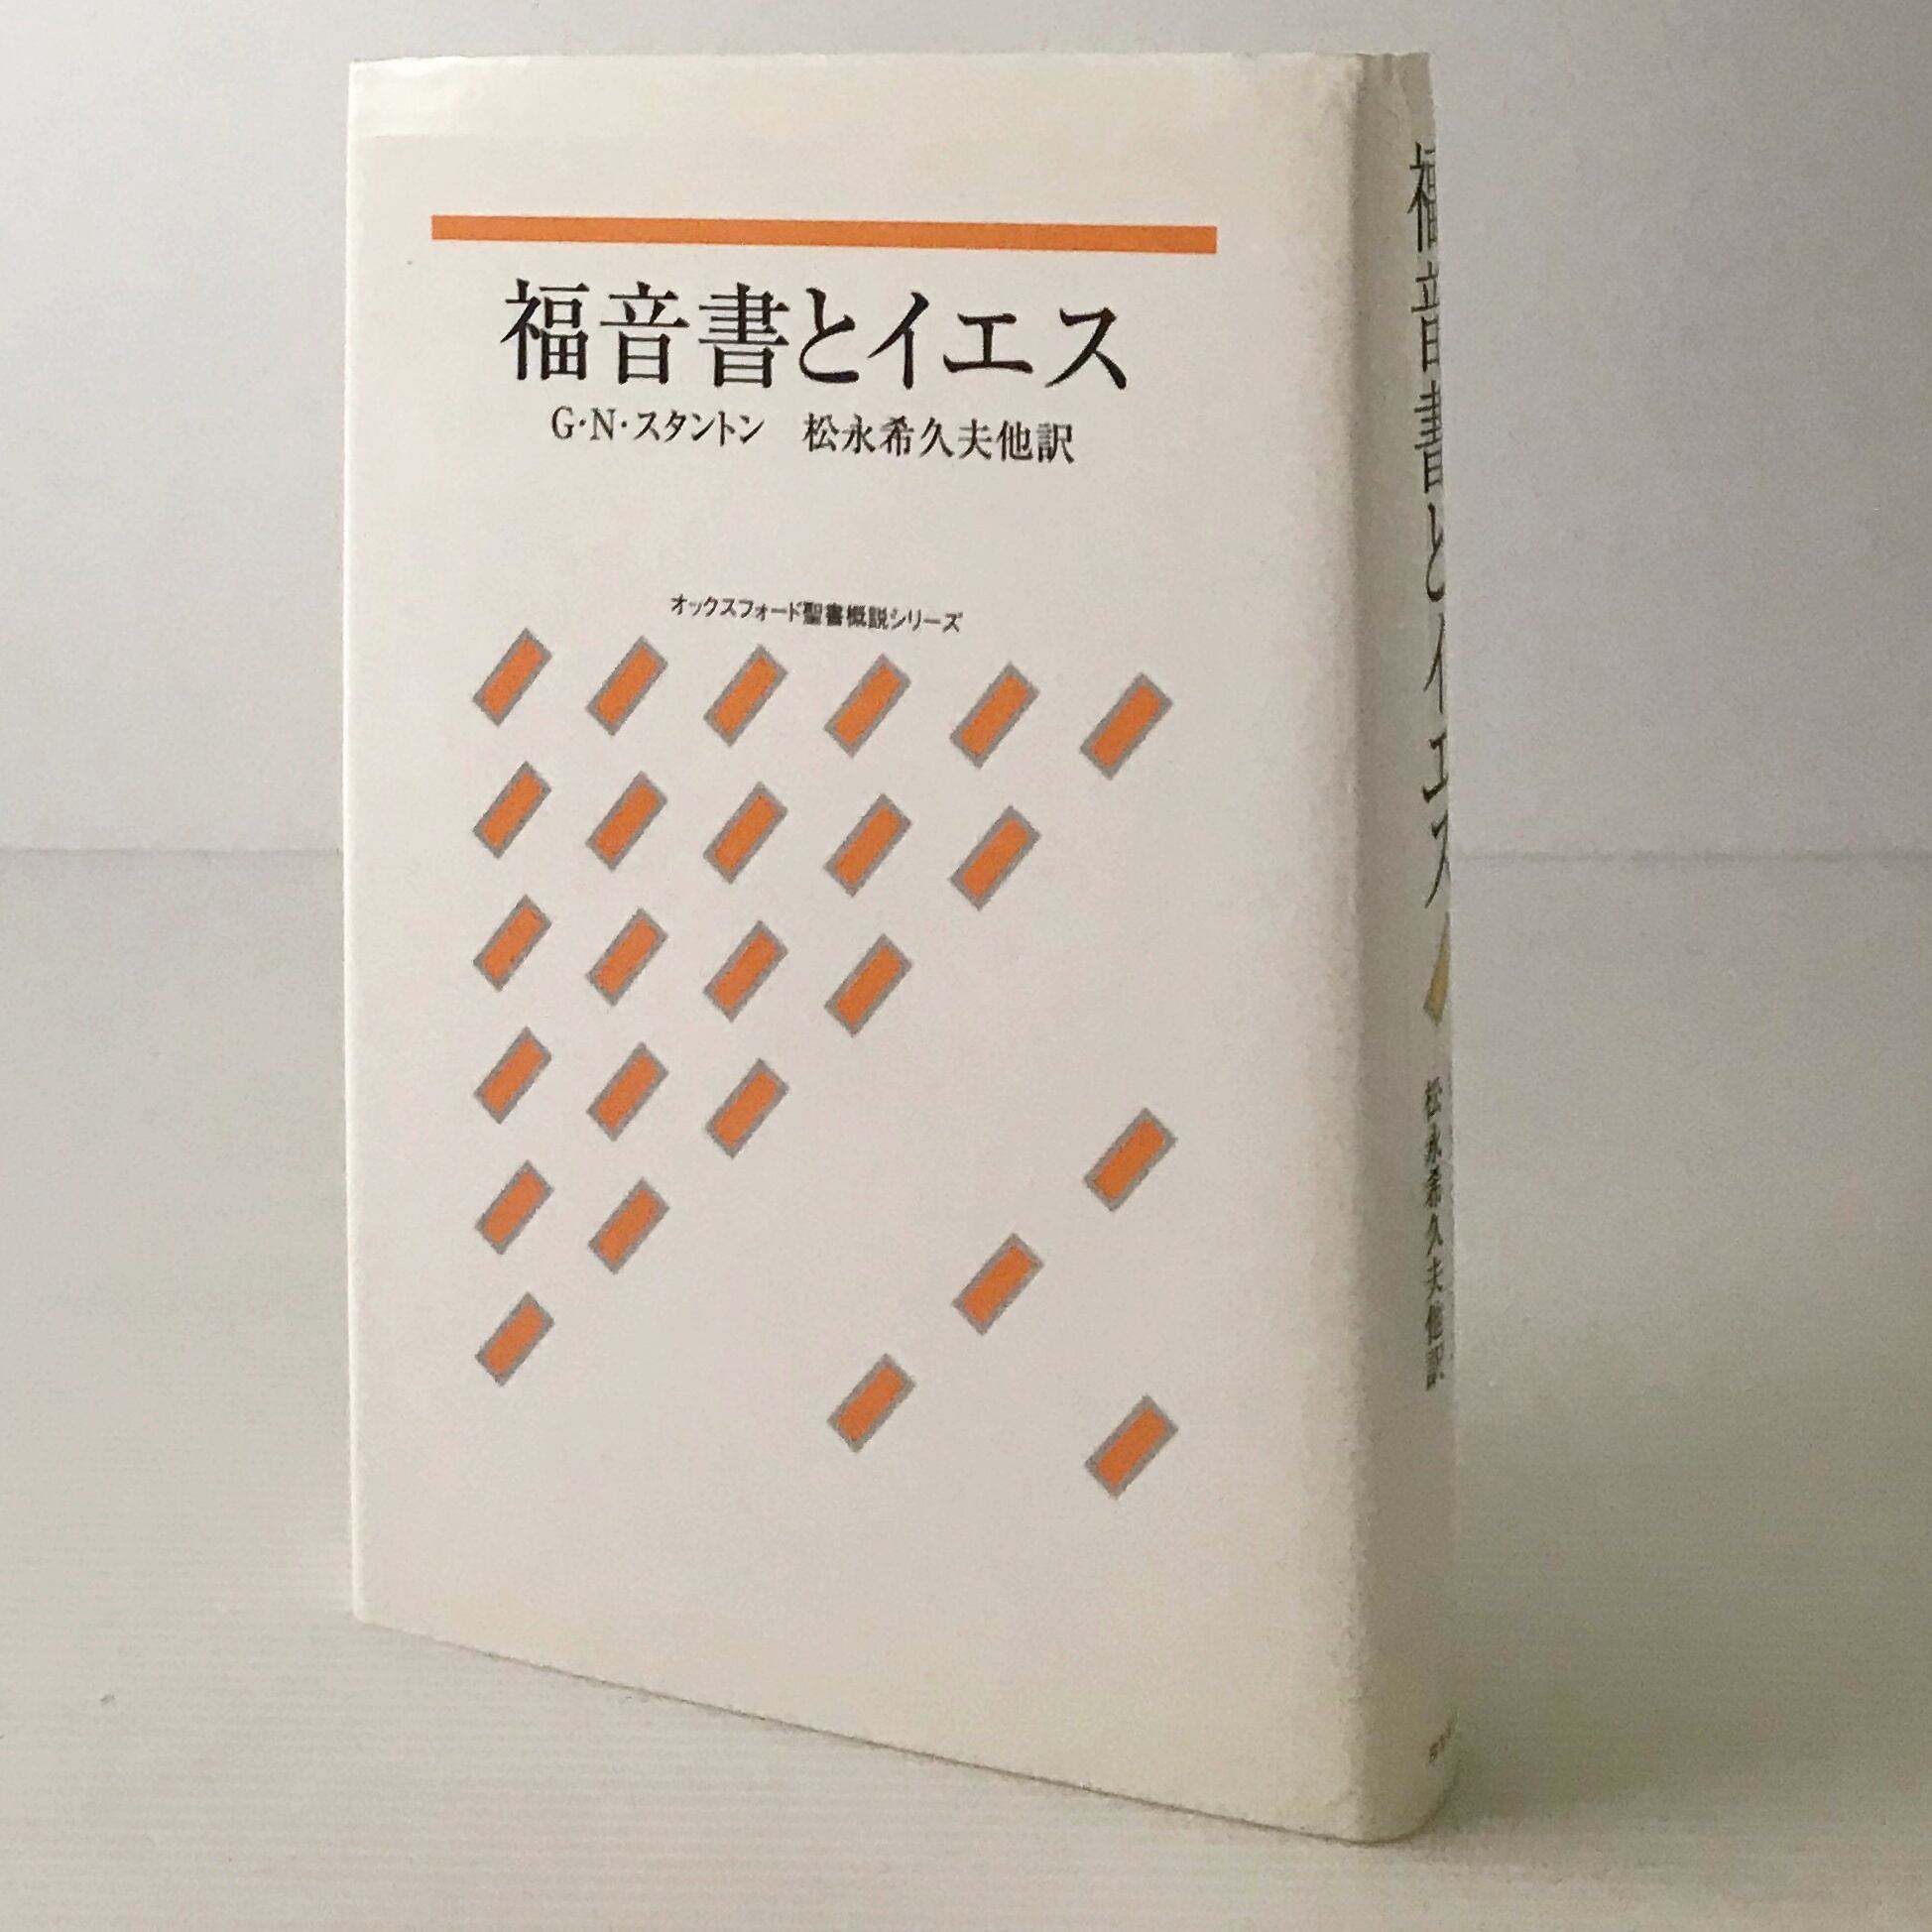 福音書とイエス
G・N・スタントン 松永希久夫他訳
オックスフォード聖書概説シリーズ
福音書とイエス
松永希久夫他訳